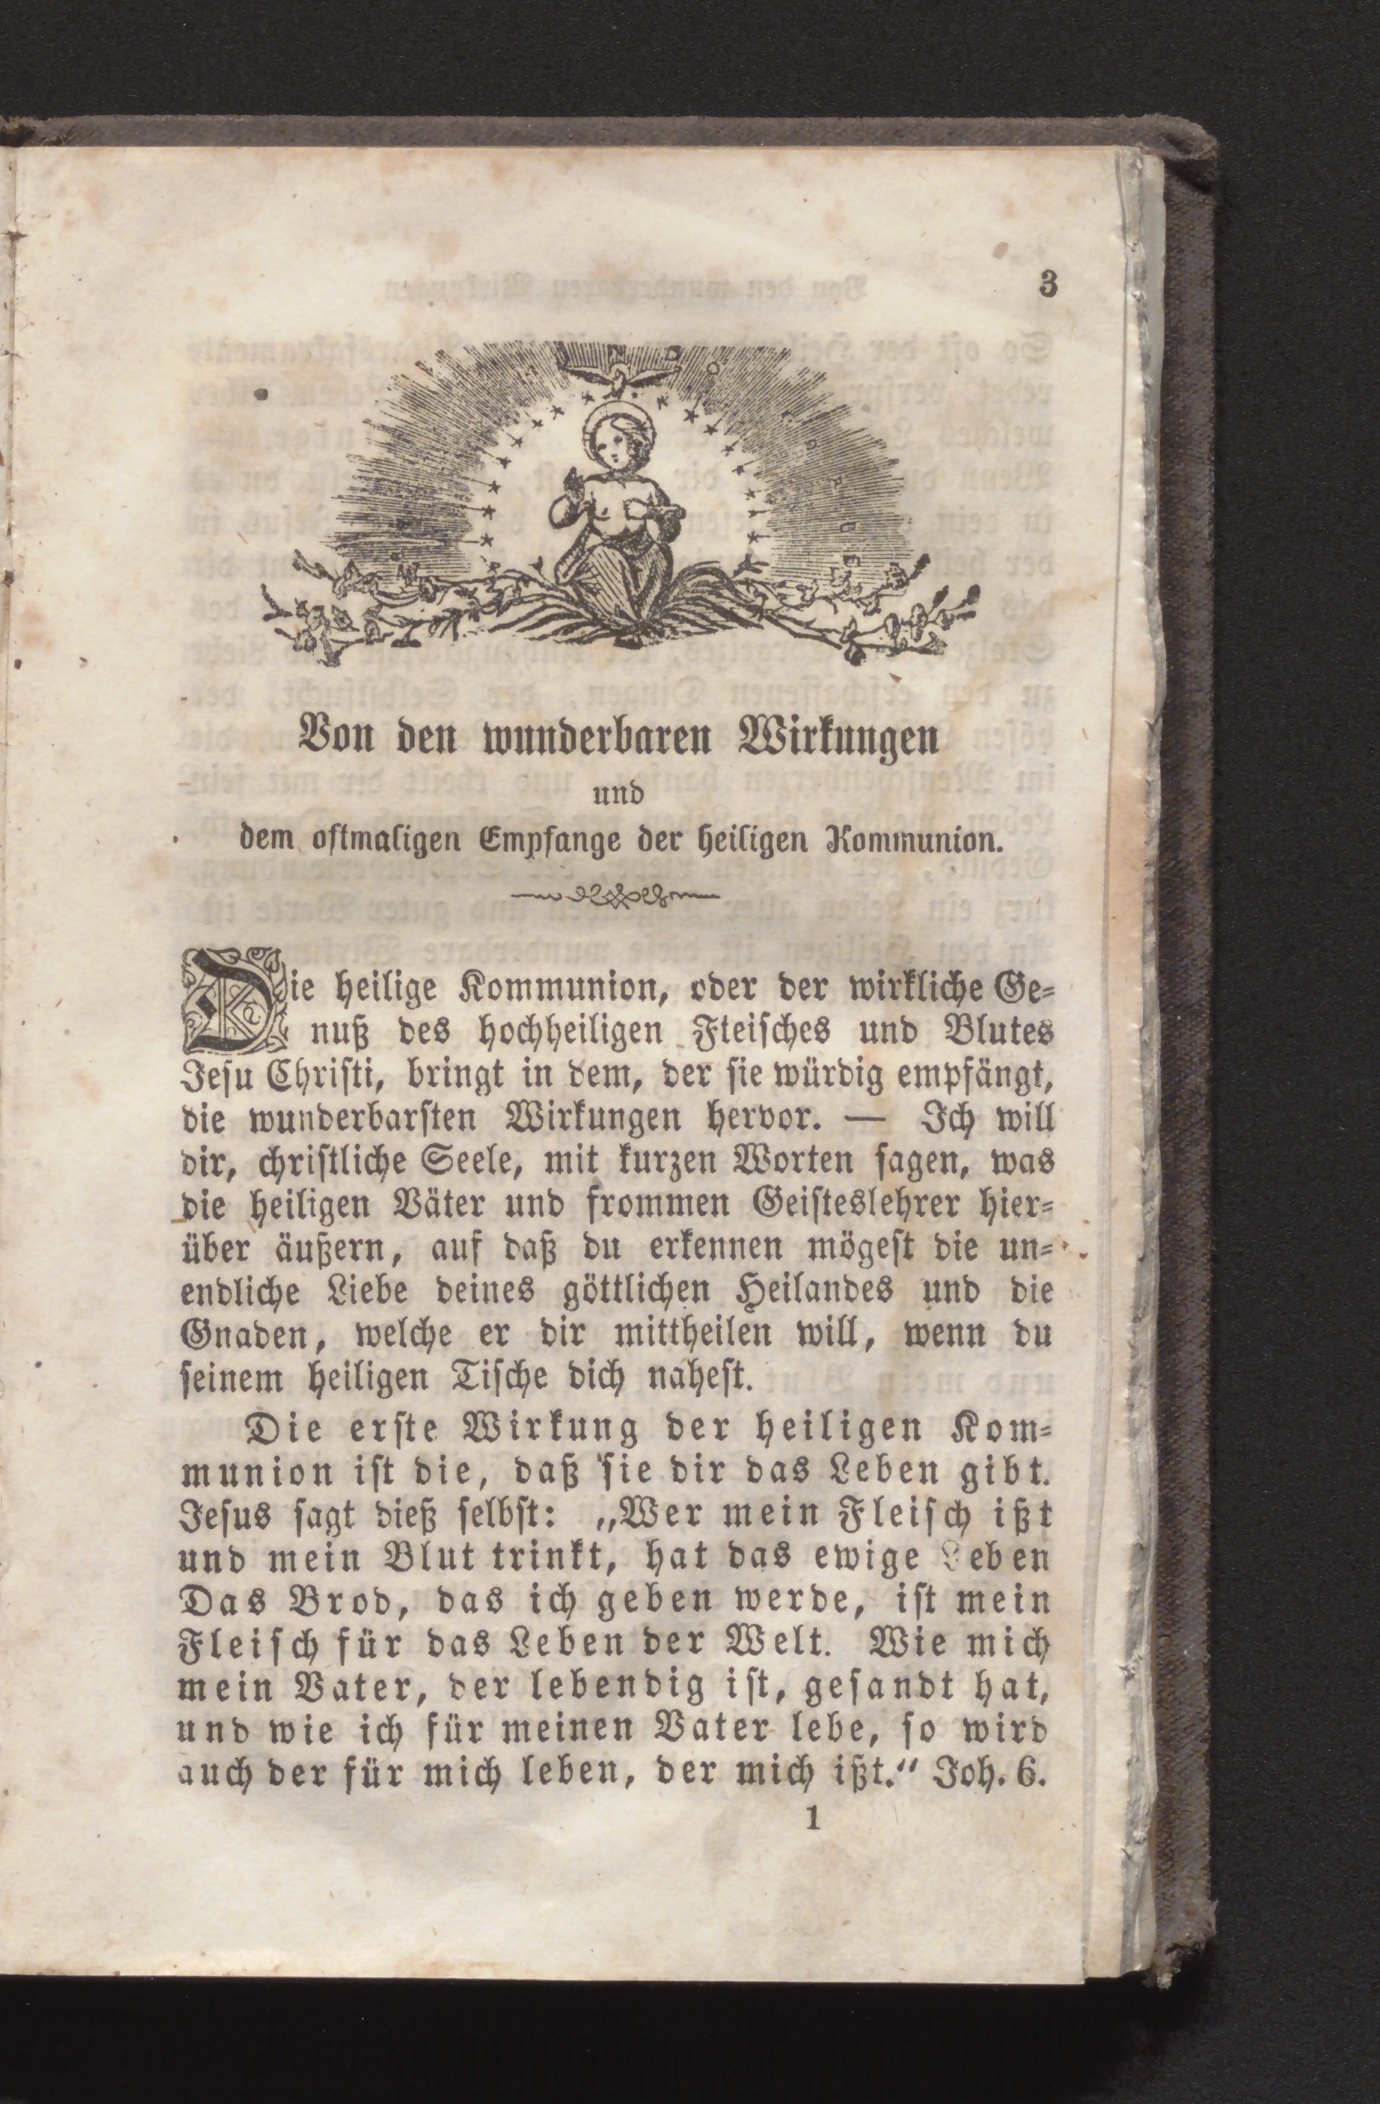 3
Von den wunderbaren Wirkungen
und
dem oftmaligen Empfange der heiligen Kommunion.
Die heilige Kommunion, oder der wirkliche Ge=
nuß des hochheiligen Fleisches und Blutes
Jesu Christi, bringt in dem, der sie würdig empfängt,
die wunderbarsten Wirkungen hervor. — Ich will
dir, christliche Seele, mit kurzen Worten sagen, was
die heiligen Väter und frommen Geisteslehrer hier=
über äußern, auf daß du erkennen mögest die un=
endliche Liebe deines göttlichen Heilandes und die
Gnaden, welche er dir mittheilen will, wenn du
seinem heiligen Tische dich nahest.
Die erste Wirkung der heiligen Kom=
munion ist die, daß sie dir das Leben gibt.
Jesus sagt dieß selbst: „Wer mein Fleisch ißt
und mein Blut trinkt, hat das ewige Leben
Das Brod, das ich geben werde, ist mein
Fleisch für das Leben der Welt. Wie mich
mein Vater, der lebendig ist, gesandt hat,
und wie ich für meinen Vater lebe, so wird
auch der für mich leben, der mich ißt.“ Joh. 6.
1